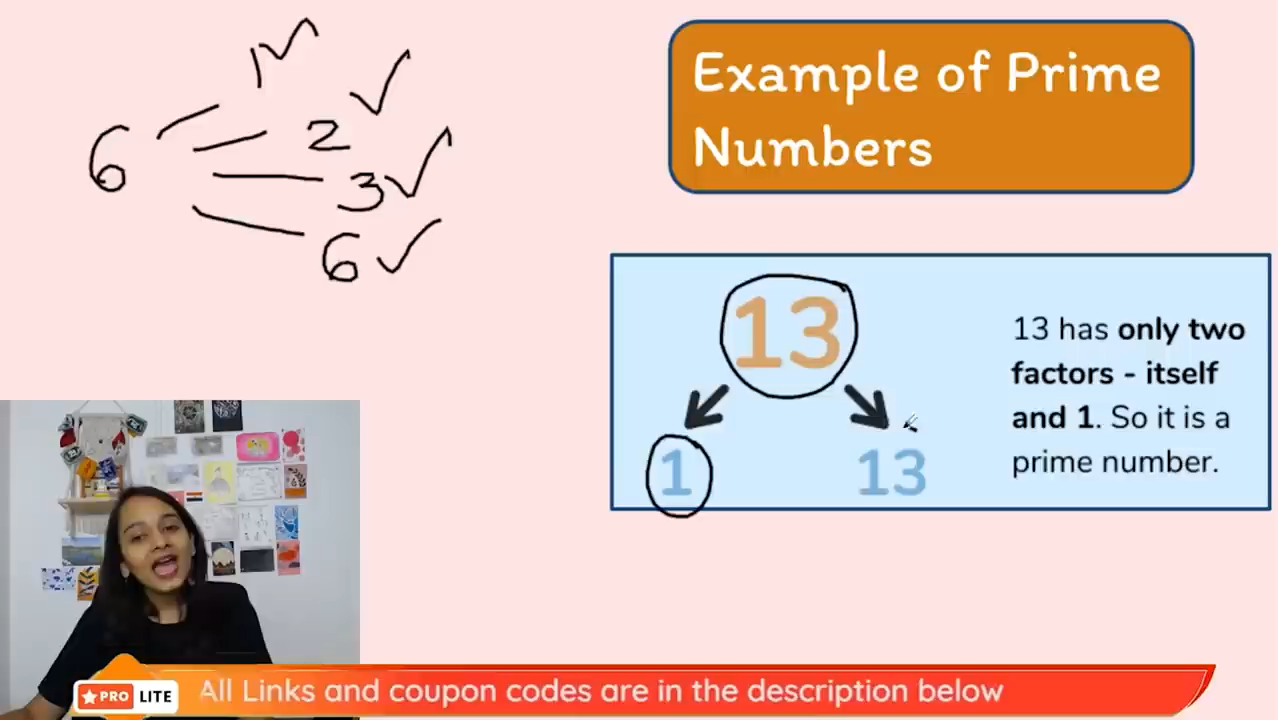 1
6
2
3
6
Example of Prime
Numbers
13
1
13
13 has only two
factors - itself
and 1. So it is a
prime number.
PRO LITE
All Links and coupon codes are in the description below